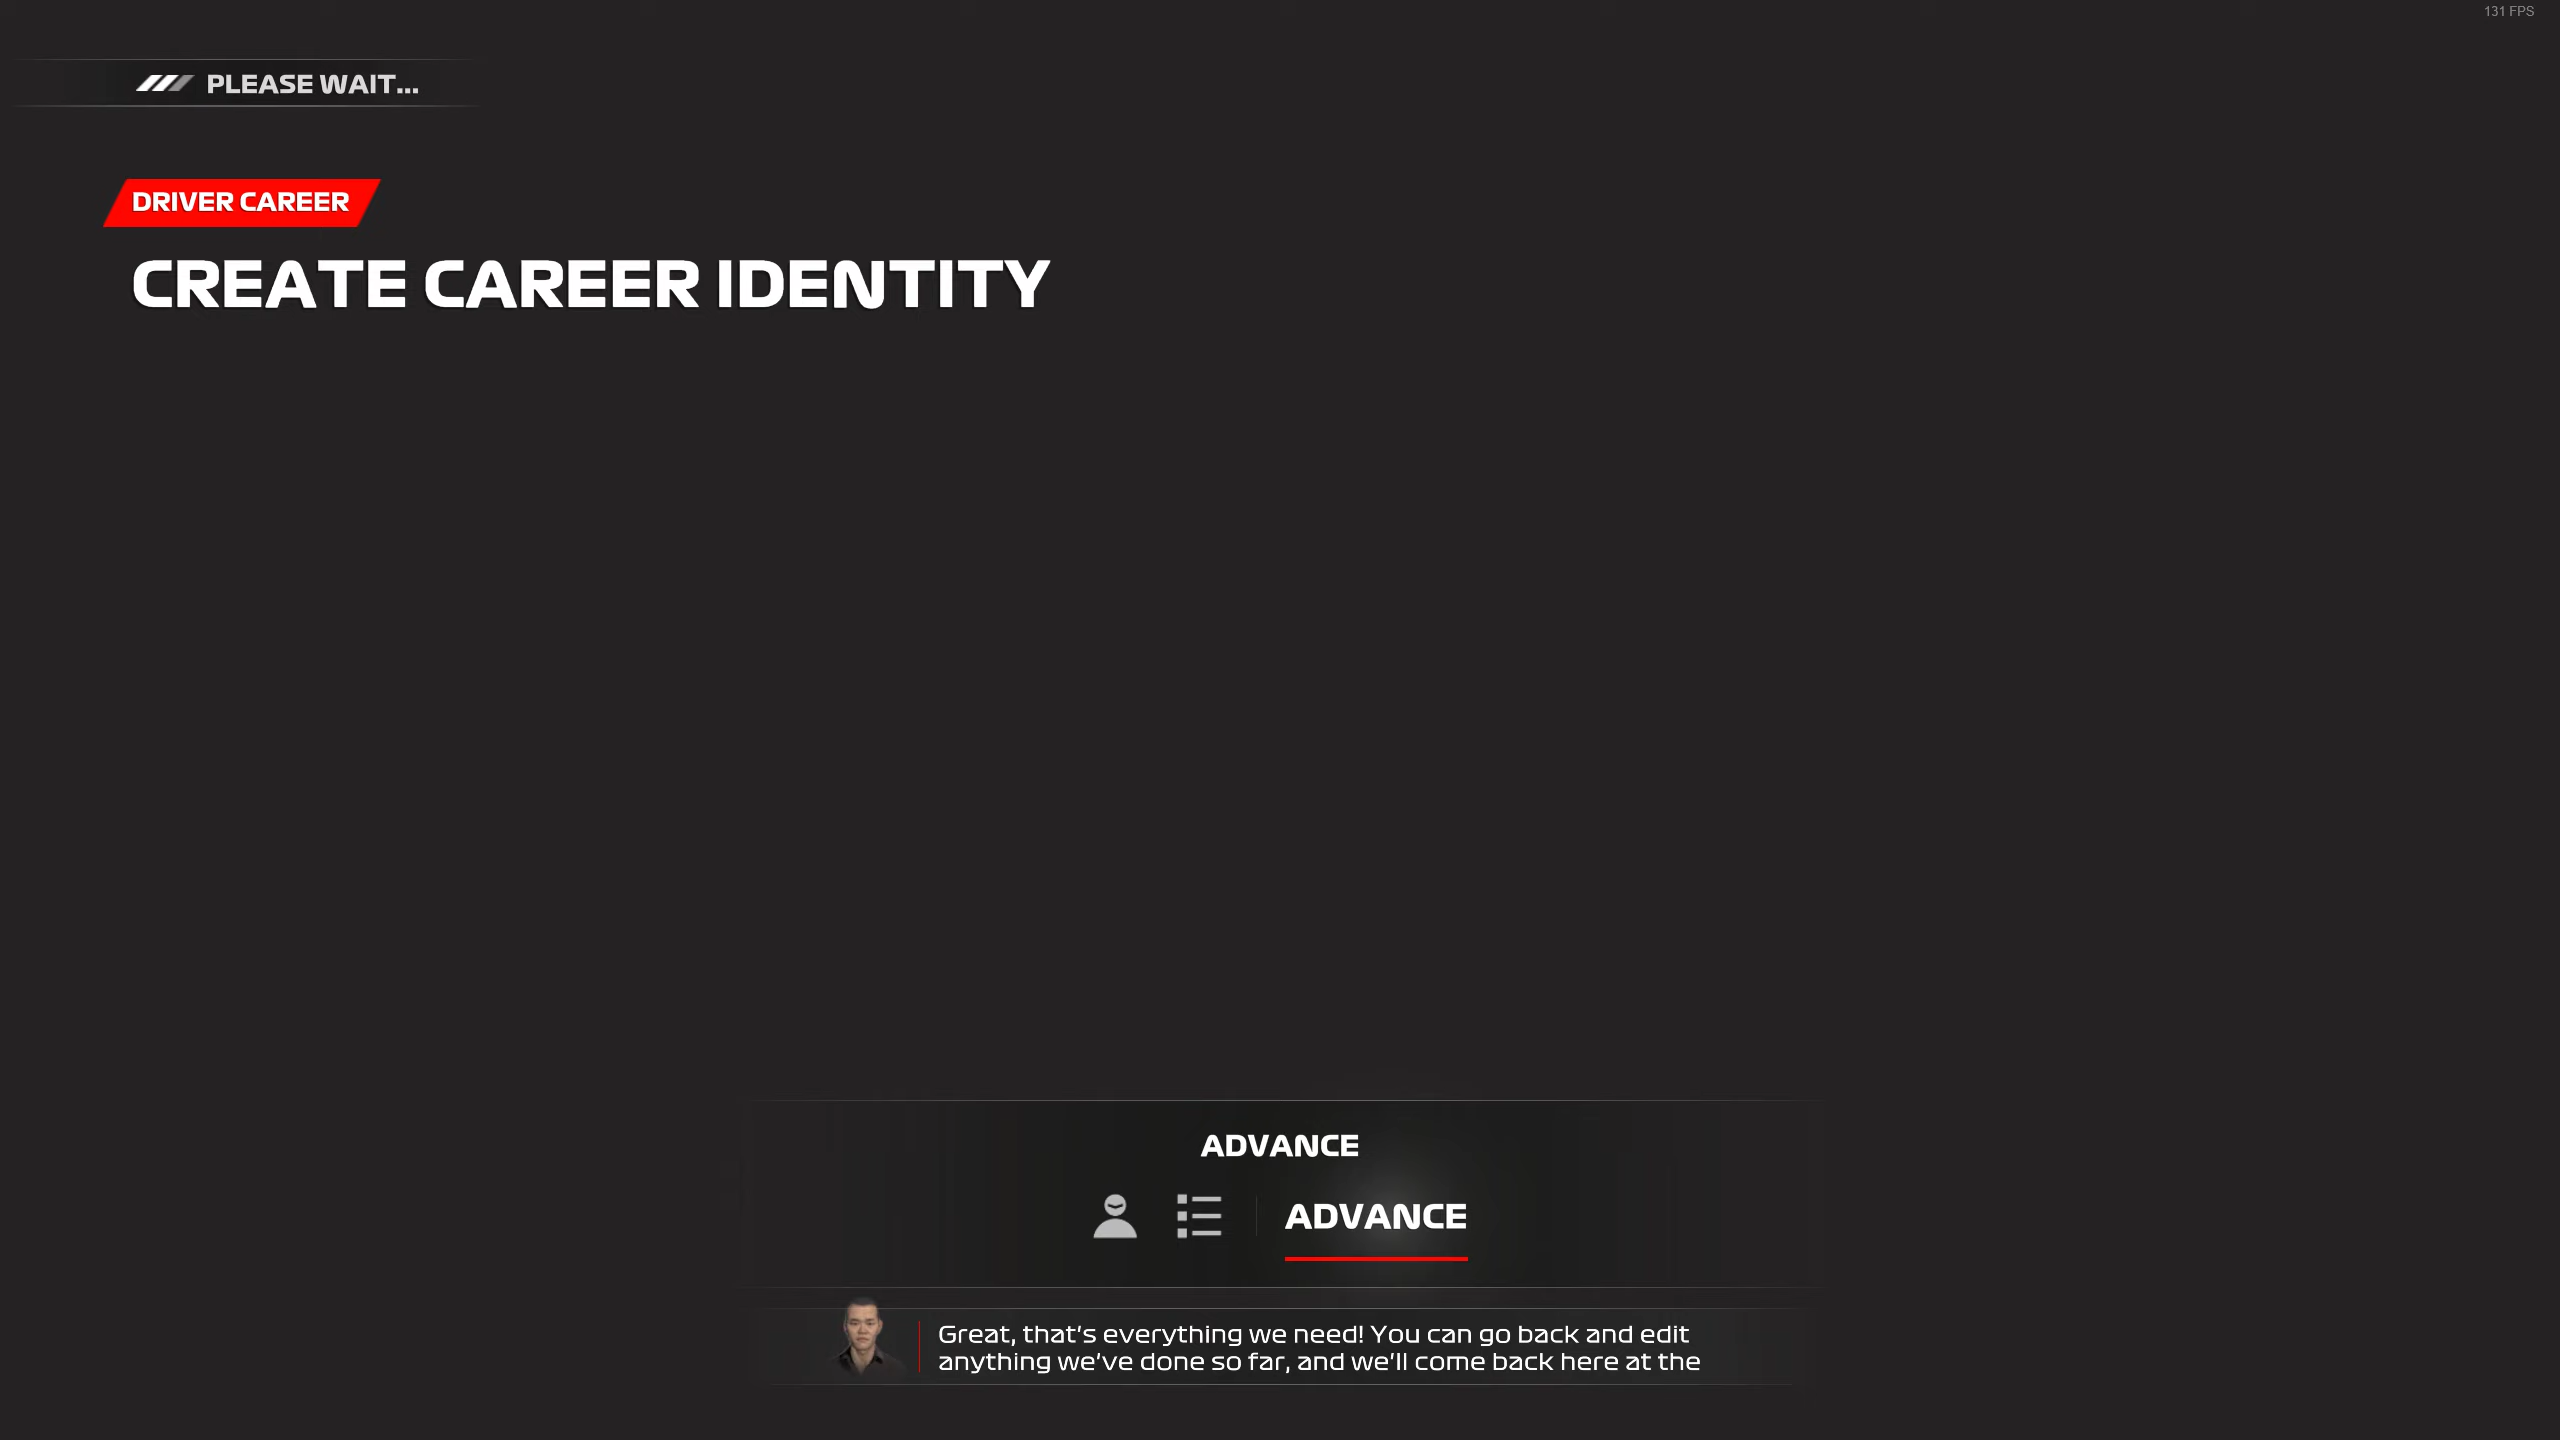 131 FPS
PLEASE WAIT...
DRIVER CAREER
CREATE CAREER IDENTITY
ADVANCE
ADVANCE
Great, that's everything we need! You can go back and edit
anything we've done so far, and we'll come back here at the